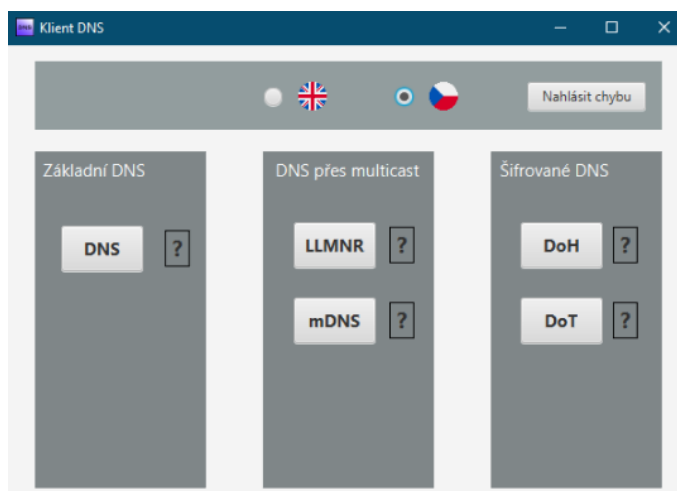 Klient DNS
Nahlásit chybu
Základní DNS
DNS přes multicast
Šifrované DNS
DNS ?
LLMNR ?
DoH ?
mDNS ?
DoT ?